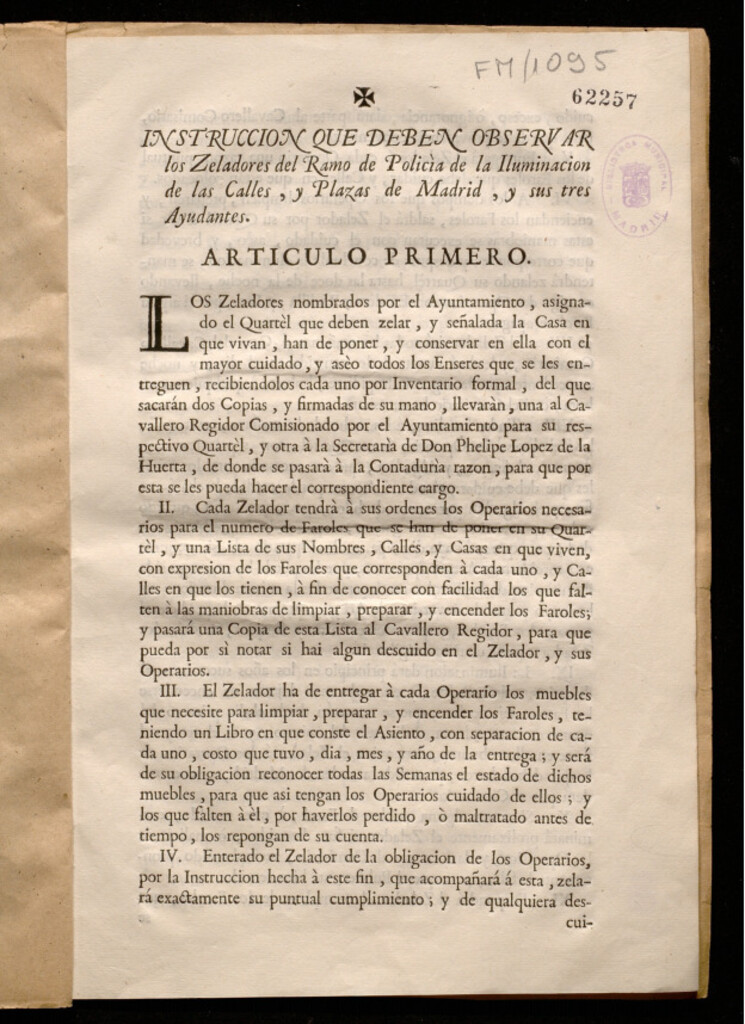 FM/1095
62257
✠
INSTRUCCION QUE DEBEN OBSERVAR
los Zeladores del Ramo de Policìa de la Iluminacion
de las Calles , y Plazas de Madrid , y sus tres
Ayudantes.
BIBLIOTECA MUNICIPAL
MADRID
ARTICULO PRIMERO.
LOS Zeladores nombrados por el Ayuntamiento , asigna-
do el Quartèl que deben zelar , y señalada la Casa en
que vivan , han de poner , y conservar en ella con el
mayor cuidado , y asèo todos los Enseres que se les en-
treguen , recibiendolos cada uno por Inventario formal , del que
sacarán dos Copias , y firmadas de su mano , llevaràn , una al Ca-
vallero Regidor Comisionado por el Ayuntamiento para su res-
pectivo Quartèl , y otra à la Secretarìa de Don Phelipe Lopez de la
Huerta , de donde se pasará à la Contaduria razon , para que por
esta se les pueda hacer el correspondiente cargo.
II. Cada Zelador tendrà à sus ordenes los Operarios necesa-
rios para el numero de Faroles que se han de poner en su Quar-
tèl , y una Lista de sus Nombres , Calles , y Casas en que viven,
con expresion de los Faroles que corresponden à cada uno , y Ca-
lles en que los tienen , à fin de conocer con facilidad los que fal-
ten à las maniobras de limpiar , preparar , y encender los Faroles;
y pasará una Copia de esta Lista al Cavallero Regidor , para que
pueda por sì notar si hai algun descuido en el Zelador , y sus
Operarios.
III. El Zelador ha de entregar à cada Operario los muebles
que necesite para limpiar , preparar , y encender los Faroles , te-
niendo un Libro en que conste el Asiento , con separacion de ca-
da uno , costo que tuvo , dia , mes , y año de la entrega ; y será
de su obligacion reconocer todas las Semanas el estado de dichos
muebles , para que asi tengan los Operarios cuidado de ellos ; y
los que falten à èl , por haverlos perdido , ò maltratado antes de
tiempo , los repongan de su cuenta.
IV. Enterado el Zelador de la obligacion de los Operarios,
por la Instruccion hecha à este fin , que acompañará á esta , zela-
rá exactamente su puntual cumplimiento ; y de qualquiera des-
cui-